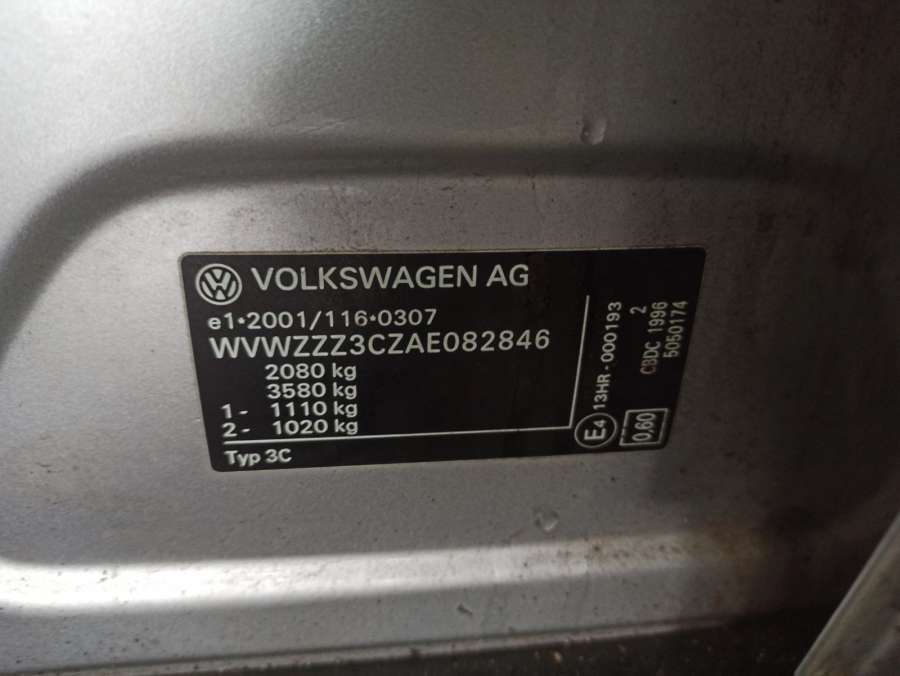 VOLKSWAGEN AG
e1*2001/116*0307
WVWZZZ3CZAE082846
2080 kg
3580 kg
1- 1110 kg
2- 1020 kg
Typ 3C
E4 13HR-000193
2
CBDC 1996
5050174
0,60